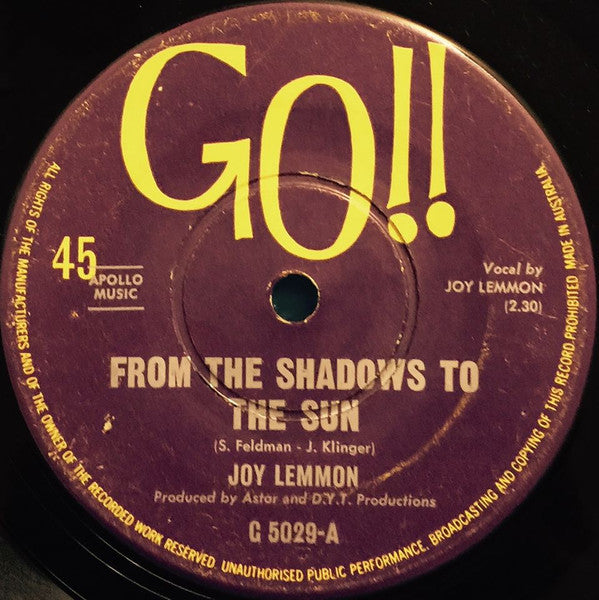 GO!!
45
APOLLO
MUSIC
Vocal by
JOY LEMMON
(2.30)
FROM THE SHADOWS TO
THE SUN
(S. Feldman - J. Klinger)
JOY LEMMON
Produced by Astor and D.Y.T. Productions
G 5029-A
ALL RIGHTS OF THE MANUFACTURERS AND OF THE OWNER OF THE RECORDED WORK RESERVED. UNAUTHORISED PUBLIC PERFORMANCE, BROADCASTING AND COPYING OF THIS RECORD PROHIBITED MADE IN AUSTRALIA.